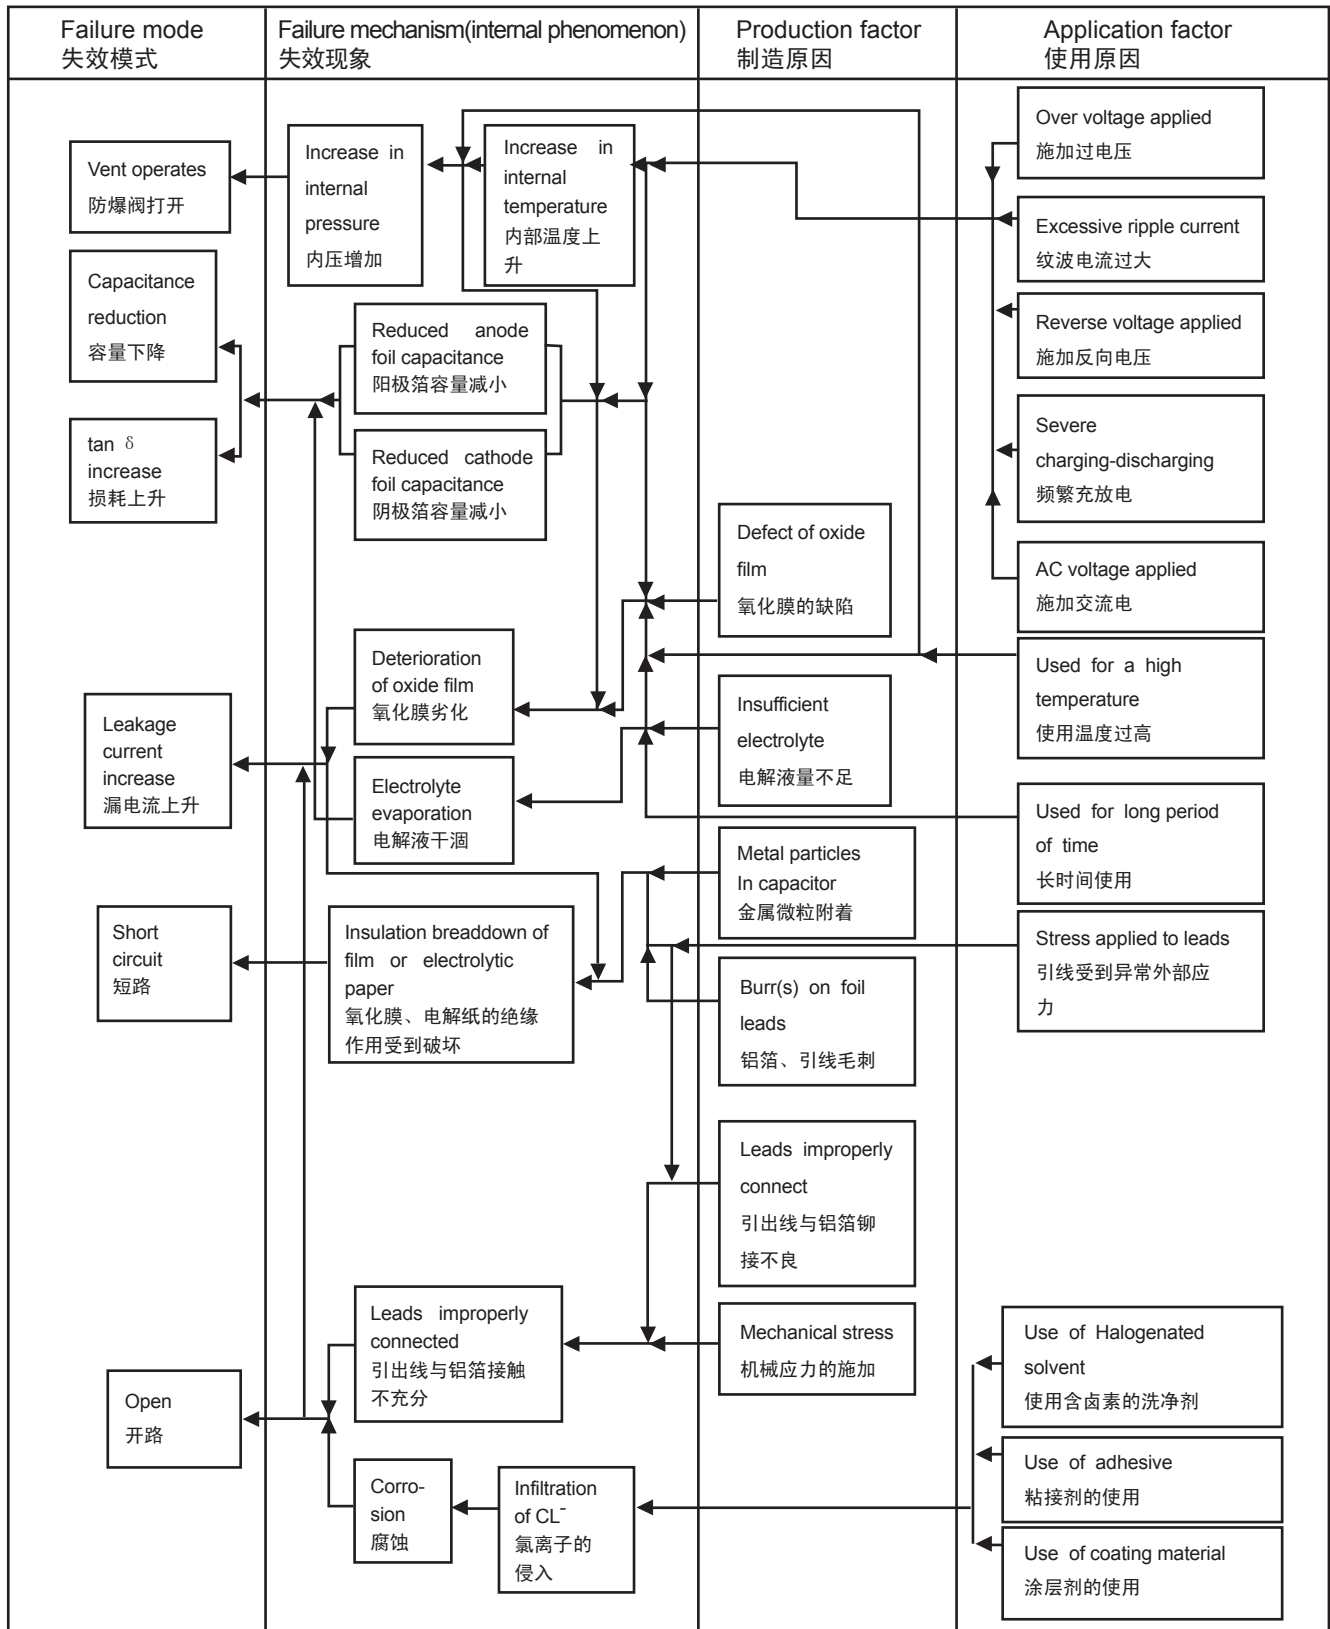 Failure mode
失效模式
Failure mechanism(internal phenomenon)
失效现象
Production factor
制造原因
Application factor
使用原因
Vent operates
防爆阀打开
Capacitance
reduction
容量下降
tan δ
increase
损耗上升
Leakage
current
increase
漏电流上升
Short
circuit
短路
Open
开路
Increase in
internal
pressure
内压增加
Increase in
internal
temperature
内部温度上
升
Reduced anode
foil capacitance
阳极箔容量减小
Reduced cathode
foil capacitance
阴极箔容量减小
Deterioration
of oxide film
氧化膜劣化
Electrolyte
evaporation
电解液干涸
Insulation breaddown of
film or electrolytic
paper
氧化膜、电解纸的绝缘
作用受到破坏
Leads improperly
connected
引出线与铝箔接触
不充分
Corro-
sion
腐蚀
Infiltration
of CL⁻
氯离子的
侵入
Defect of oxide
film
氧化膜的缺陷
Insufficient
electrolyte
电解液量不足
Metal particles
In capacitor
金属微粒附着
Burr(s) on foil
leads
铝箔、引线毛刺
Leads improperly
connect
引出线与铝箔铆
接不良
Mechanical stress
机械应力的施加
Over voltage applied
施加过电压
Excessive ripple current
纹波电流过大
Reverse voltage applied
施加反向电压
Severe
charging-discharging
频繁充放电
AC voltage applied
施加交流电
Used for a high
temperature
使用温度过高
Used for long period
of time
长时间使用
Stress applied to leads
引线受到异常外部应
力
Use of Halogenated
solvent
使用含卤素的洗净剂
Use of adhesive
粘接剂的使用
Use of coating material
涂层剂的使用